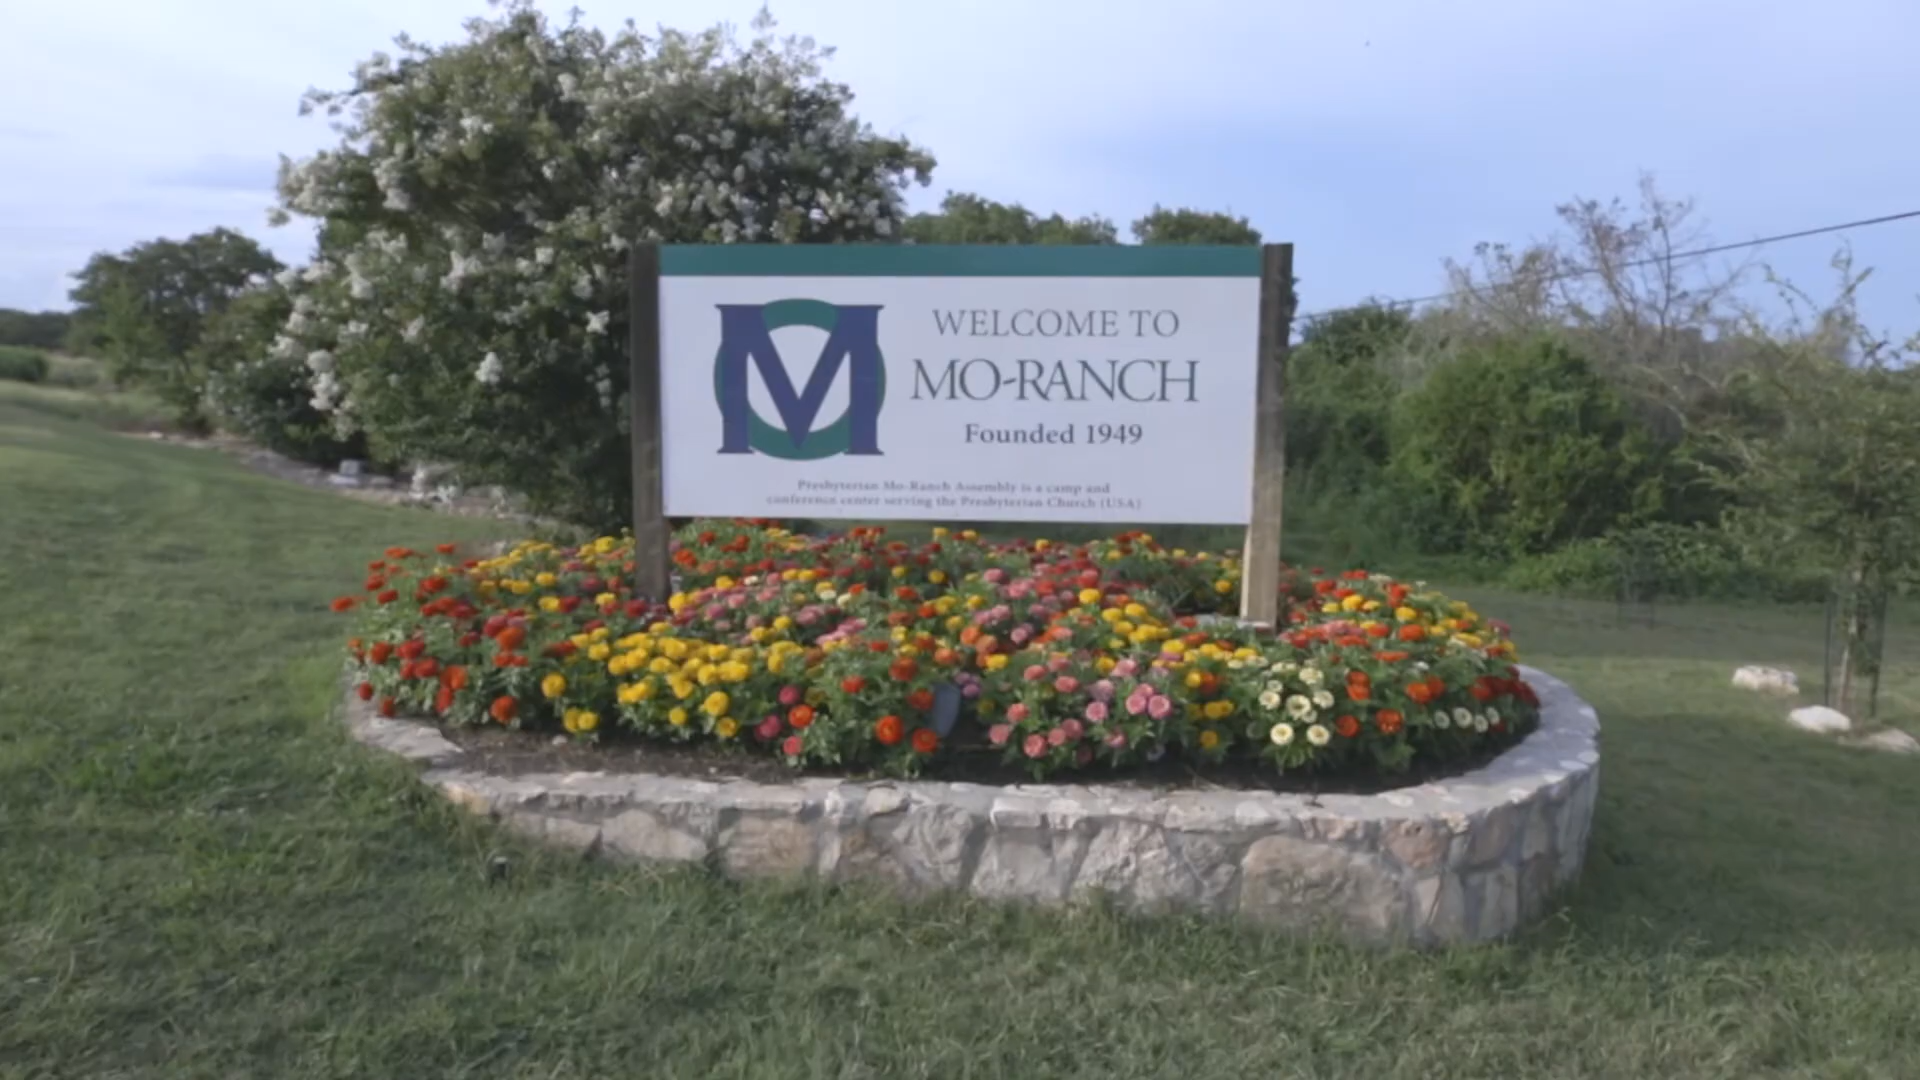 WELCOME TO
MO-RANCH
Founded 1949
Presbyterian Mo-Ranch Assembly is a camp and
conference center serving the Presbyterian Church (USA)